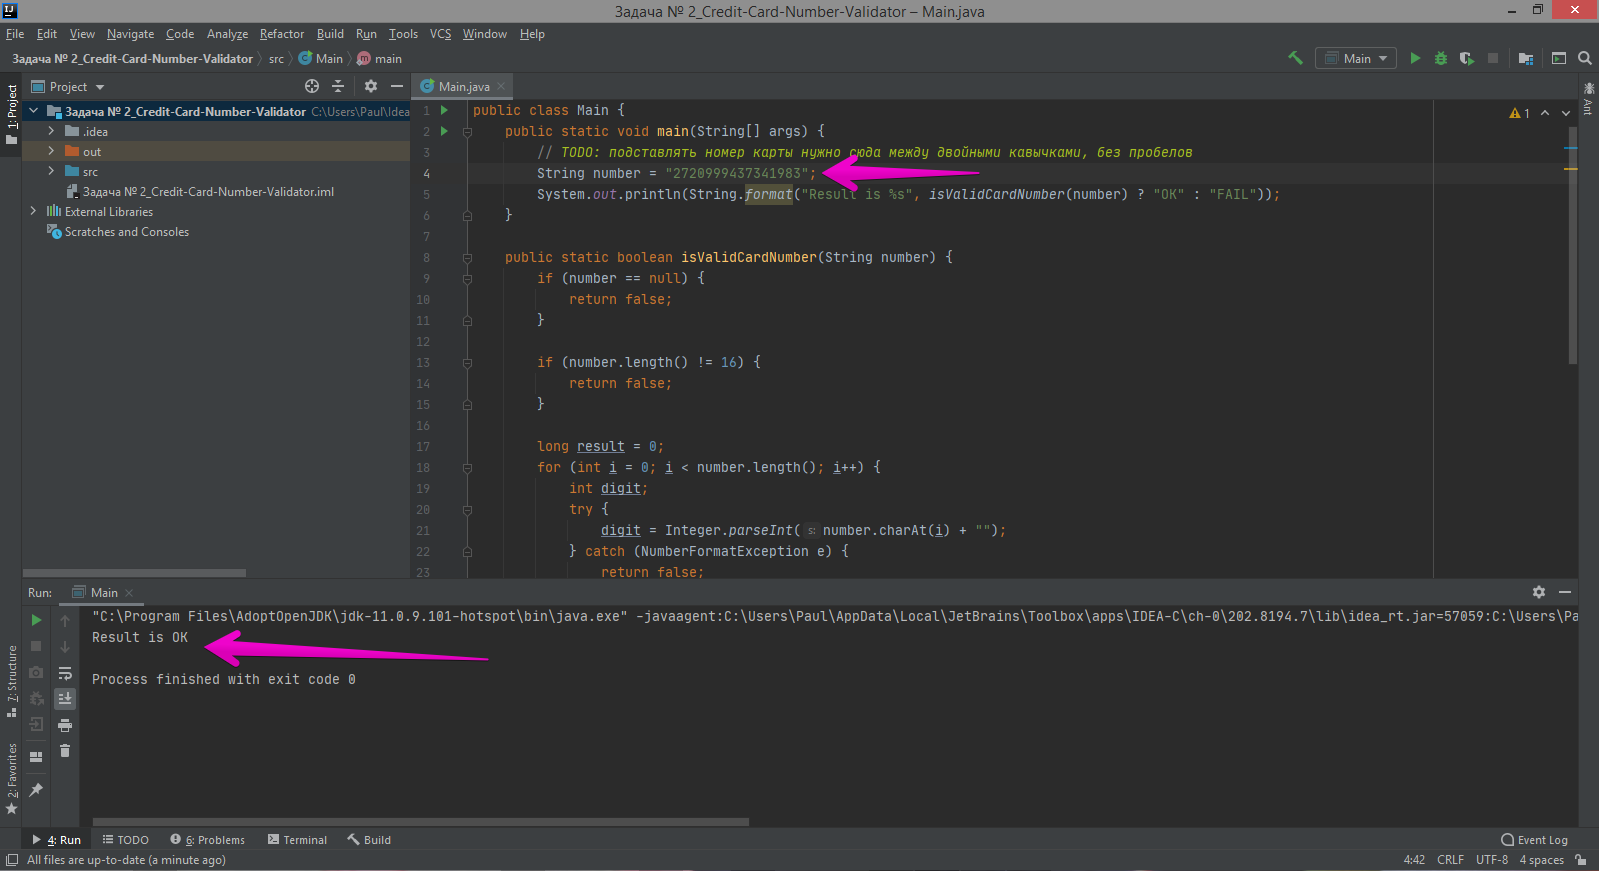 Задача № 2_Credit-Card-Number-Validator – Main.java
File Edit View Navigate Code Analyze Refactor Build Run Tools VCS Window Help
Задача № 2_Credit-Card-Number-Validator src Main main
Main
Project
Main.java
1: Project
Задача № 2_Credit-Card-Number-Validator C:\Users\Paul\Idea
.idea
out
src
Задача № 2_Credit-Card-Number-Validator.iml
External Libraries
Scratches and Consoles
1 public class Main {
2 public static void main(String[] args) {
3 // TODO: подставлять номер карты нужно сюда между двойными кавычками, без пробелов
4 String number = "2720999437341983";
5 System.out.println(String.format("Result is %s", isValidCardNumber(number) ? "OK" : "FAIL"));
6 }
7
8 public static boolean isValidCardNumber(String number) {
9 if (number == null) {
10 return false;
11 }
12
13 if (number.length() != 16) {
14 return false;
15 }
16
17 long result = 0;
18 for (int i = 0; i < number.length(); i++) {
19 int digit;
20 try {
21 digit = Integer.parseInt( s: number.charAt(i) + "");
22 } catch (NumberFormatException e) {
23 return false;
1
Ant
Run: Main
"C:\Program Files\AdoptOpenJDK\jdk-11.0.9.101-hotspot\bin\java.exe" -javaagent:C:\Users\Paul\AppData\Local\JetBrains\Toolbox\apps\IDEA-C\ch-0\202.8194.7\lib\idea_rt.jar=57059:C:\Users\Pa
Result is OK
Process finished with exit code 0
7: Structure
2: Favorites
4: Run TODO 6: Problems Terminal Build Event Log
All files are up-to-date (a minute ago) 4:42 CRLF UTF-8 4 spaces